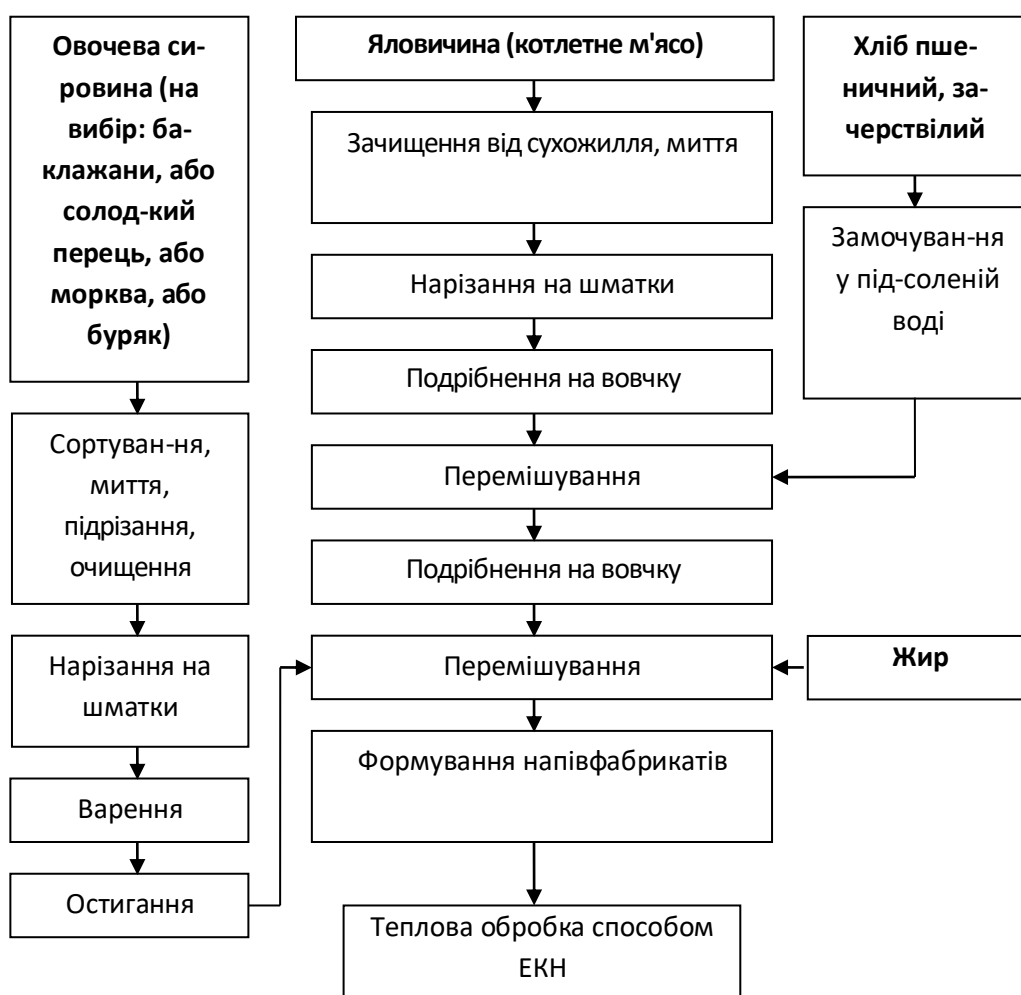 Овочева си-
ровина (на
вибір: ба-
клажани, або
солод-кий
перець, або
морква, або
буряк)
Сортуван-ня,
миття,
підрізання,
очищення
Нарізання на
шматки
Варення
Остигання
Яловичина (котлетне м'ясо)
Зачищення від сухожилля, миття
Нарізання на шматки
Подрібнення на вовчку
Перемішування
Подрібнення на вовчку
Перемішування
Формування напівфабрикатів
Теплова обробка способом
ЕКН
Хліб пше-
ничний, за-
черствілий
Замочуван-ня
у під-соленій
воді
Жир